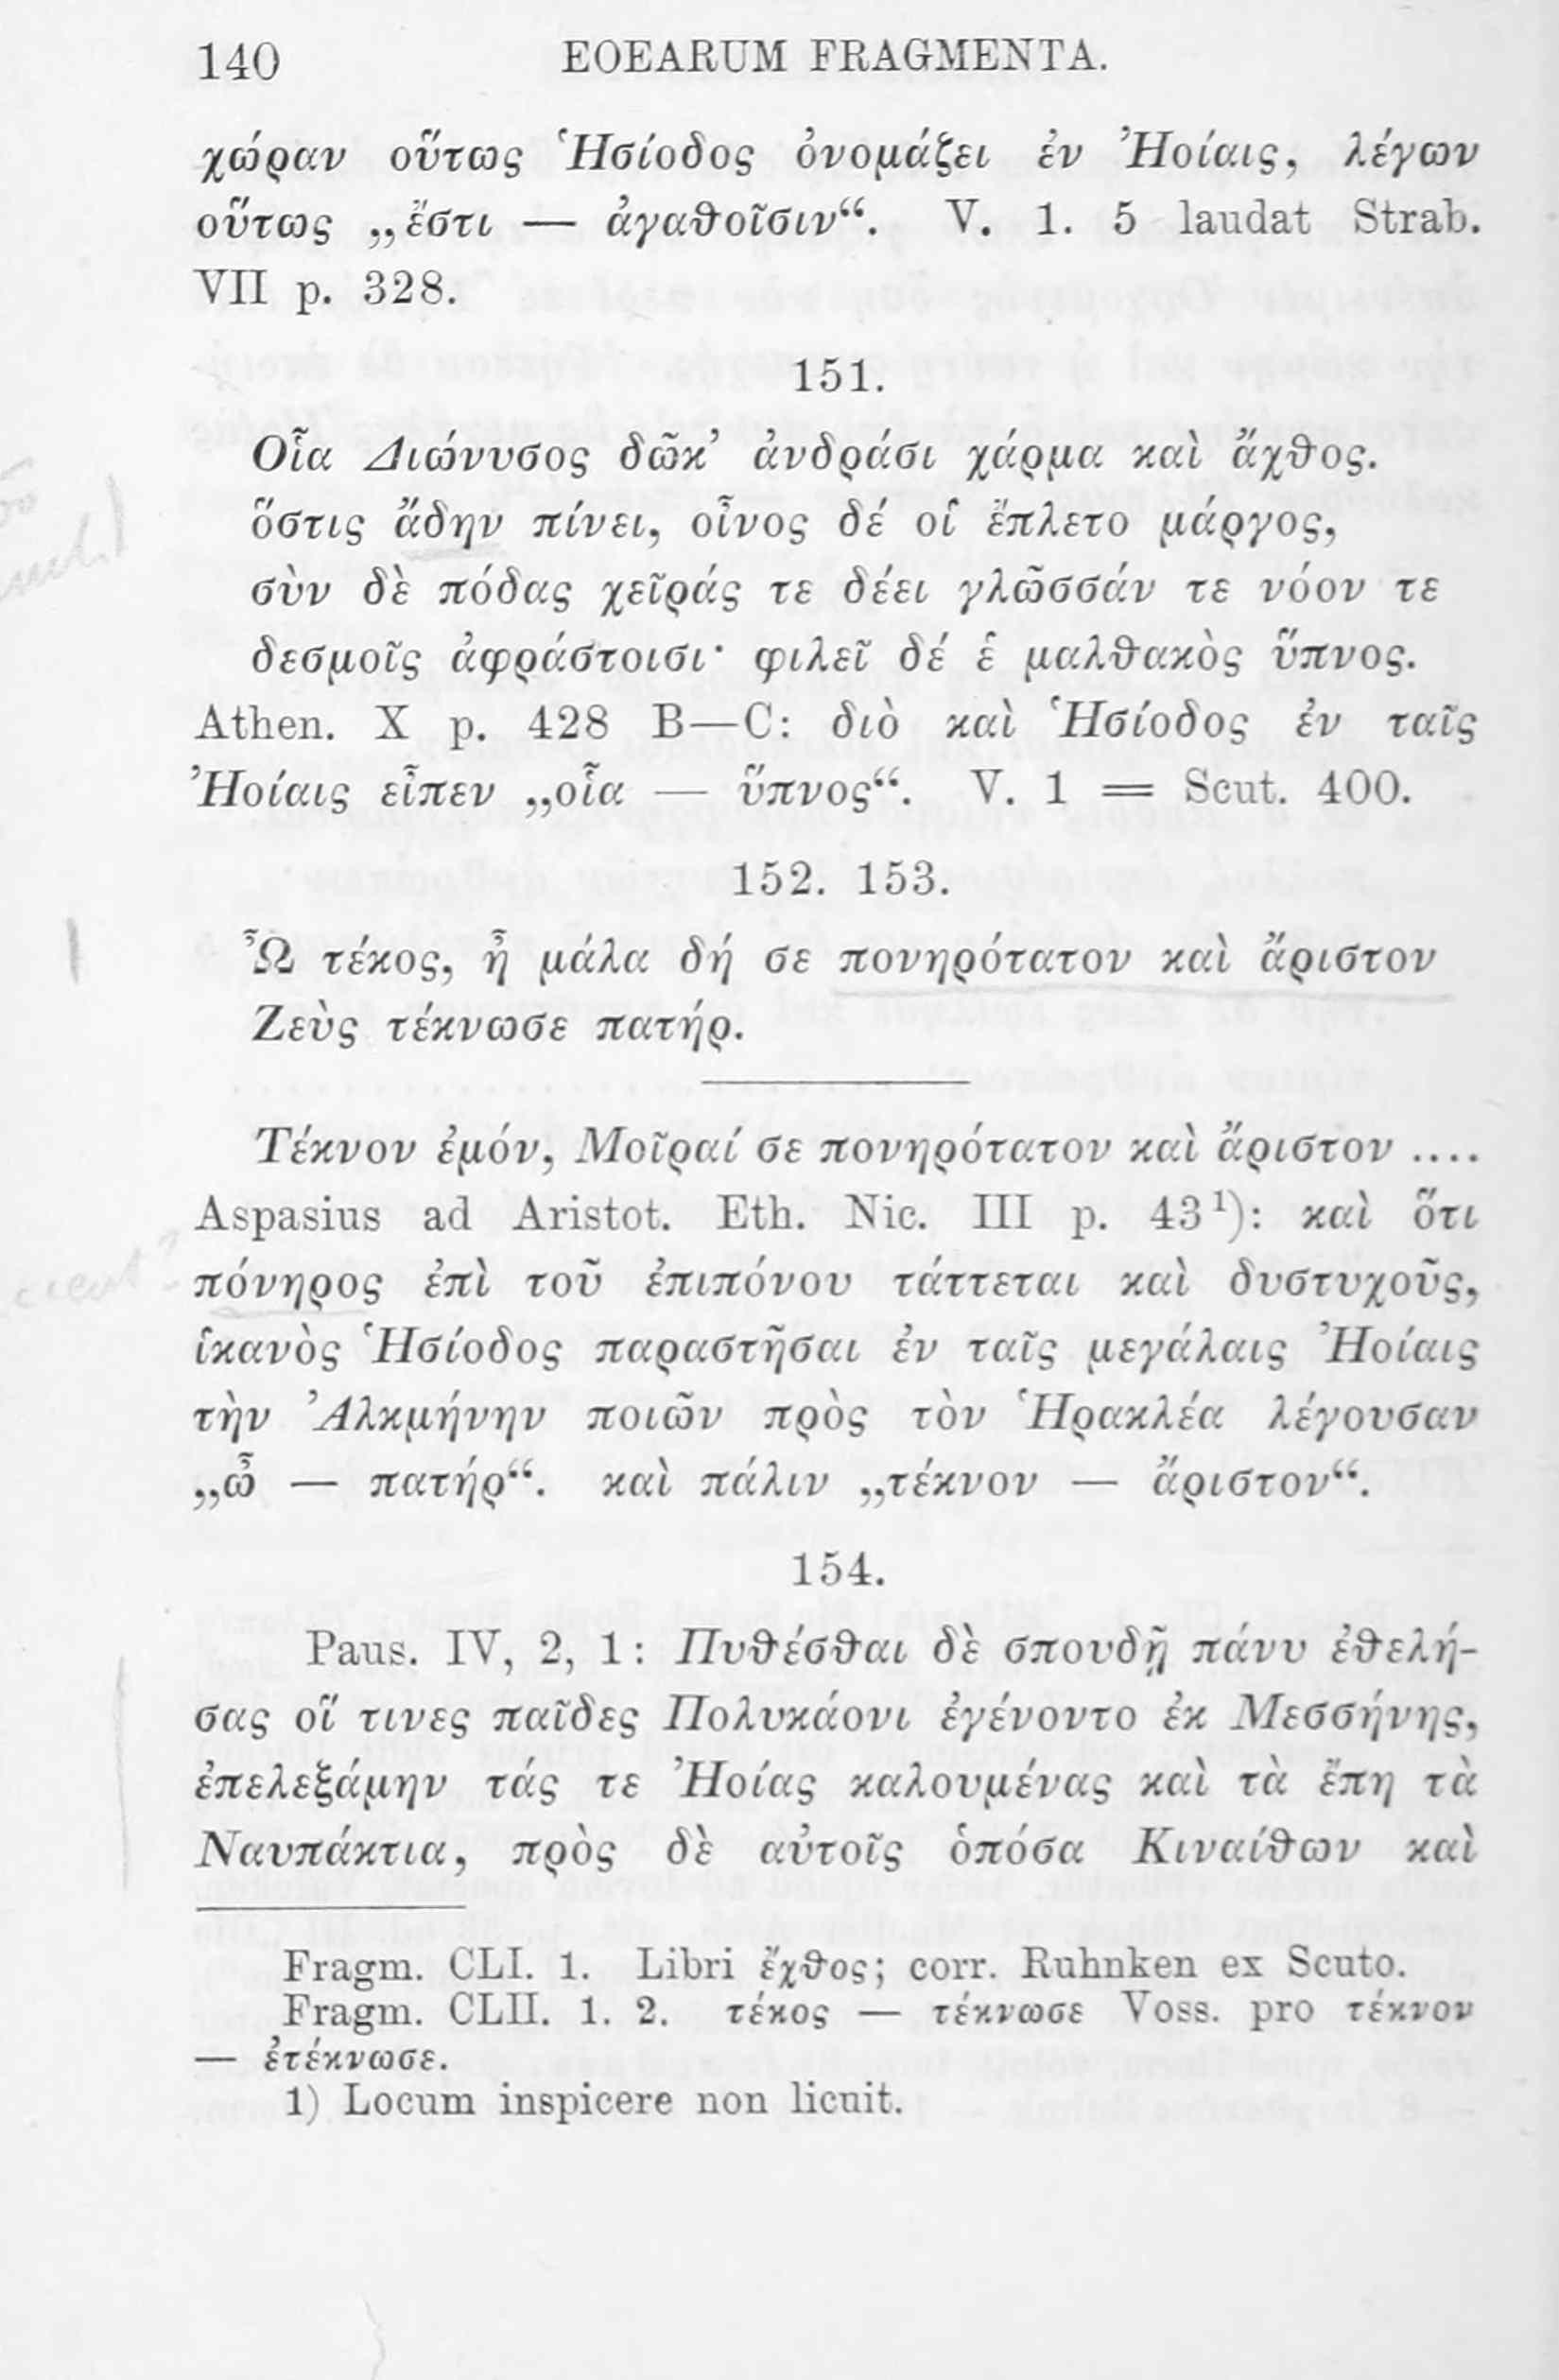 140 EOEARUM FRAGMENTA.
χώραν οὕτως Ἡσίοδος ὀνομάζει ἐν Ἠοίαις, λέγων
οὕτως „ἔστι — ἀγαϑοῖσιν“. V. 1. 5 laudat Strab.
VII p. 328.
151.
Οἷα Διώνυσος δῶκ’ ἀνδράσι χάρμα καὶ ἄχϑος.
ὅστις ἄδην πίνει, οἶνος δέ οἱ ἔπλετο μάργος,
σὺν δὲ πόδας χεῖράς τε δέει γλῶσσάν τε νόον τε
δεσμοῖς ἀφράστοισι· φιλεῖ δέ ἑ μαλϑακὸς ὕπνος.
Athen. X p. 428 B—C: διὸ καὶ Ἡσίοδος ἐν ταῖς
Ἠοίαις εἶπεν „οἷα — ὕπνος“. V. 1 = Scut. 400.
152. 153.
Ὦ τέκος, ἦ μάλα δή σε πονηρότατον καὶ ἄριστον
Ζεὺς τέκνωσε πατήρ.
Τέκνον ἐμόν, Μοῖραί σε πονηρότατον καὶ ἄριστον ....
Aspasius ad Aristot. Eth. Nic. III p. 43 ¹): καὶ ὅτι
πόνηρος ἐπὶ τοῦ ἐπιπόνου τάττεται καὶ δυστυχοῦς,
ἱκανὸς Ἡσίοδος παραστῆσαι ἐν ταῖς μεγάλαις Ἠοίαις
τὴν Ἀλκμήνην ποιῶν πρὸς τὸν Ἡρακλέα λέγουσαν
„ὦ — πατήρ“. καὶ πάλιν „τέκνον — ἄριστον“.
154.
Paus. IV, 2, 1: Πυϑέσϑαι δὲ σπουδῇ πάνυ ἐϑελή-
σας οἵ τινες παῖδες Πολυκάονι ἐγένοντο ἐκ Μεσσήνης,
ἐπελεξάμην τάς τε Ἠοίας καλουμένας καὶ τὰ ἔπη τὰ
Ναυπάκτια, πρὸς δὲ αὐτοῖς ὁπόσα Κιναίϑων καὶ
Fragm. CLI. 1. Libri ἔχϑος; corr. Ruhnken ex Scuto.
Fragm. CLII. 1. 2. τέκος — τέκνωσε Voss. pro τέκνον
— ἐτέκνωσε.
1) Locum inspicere non licuit.